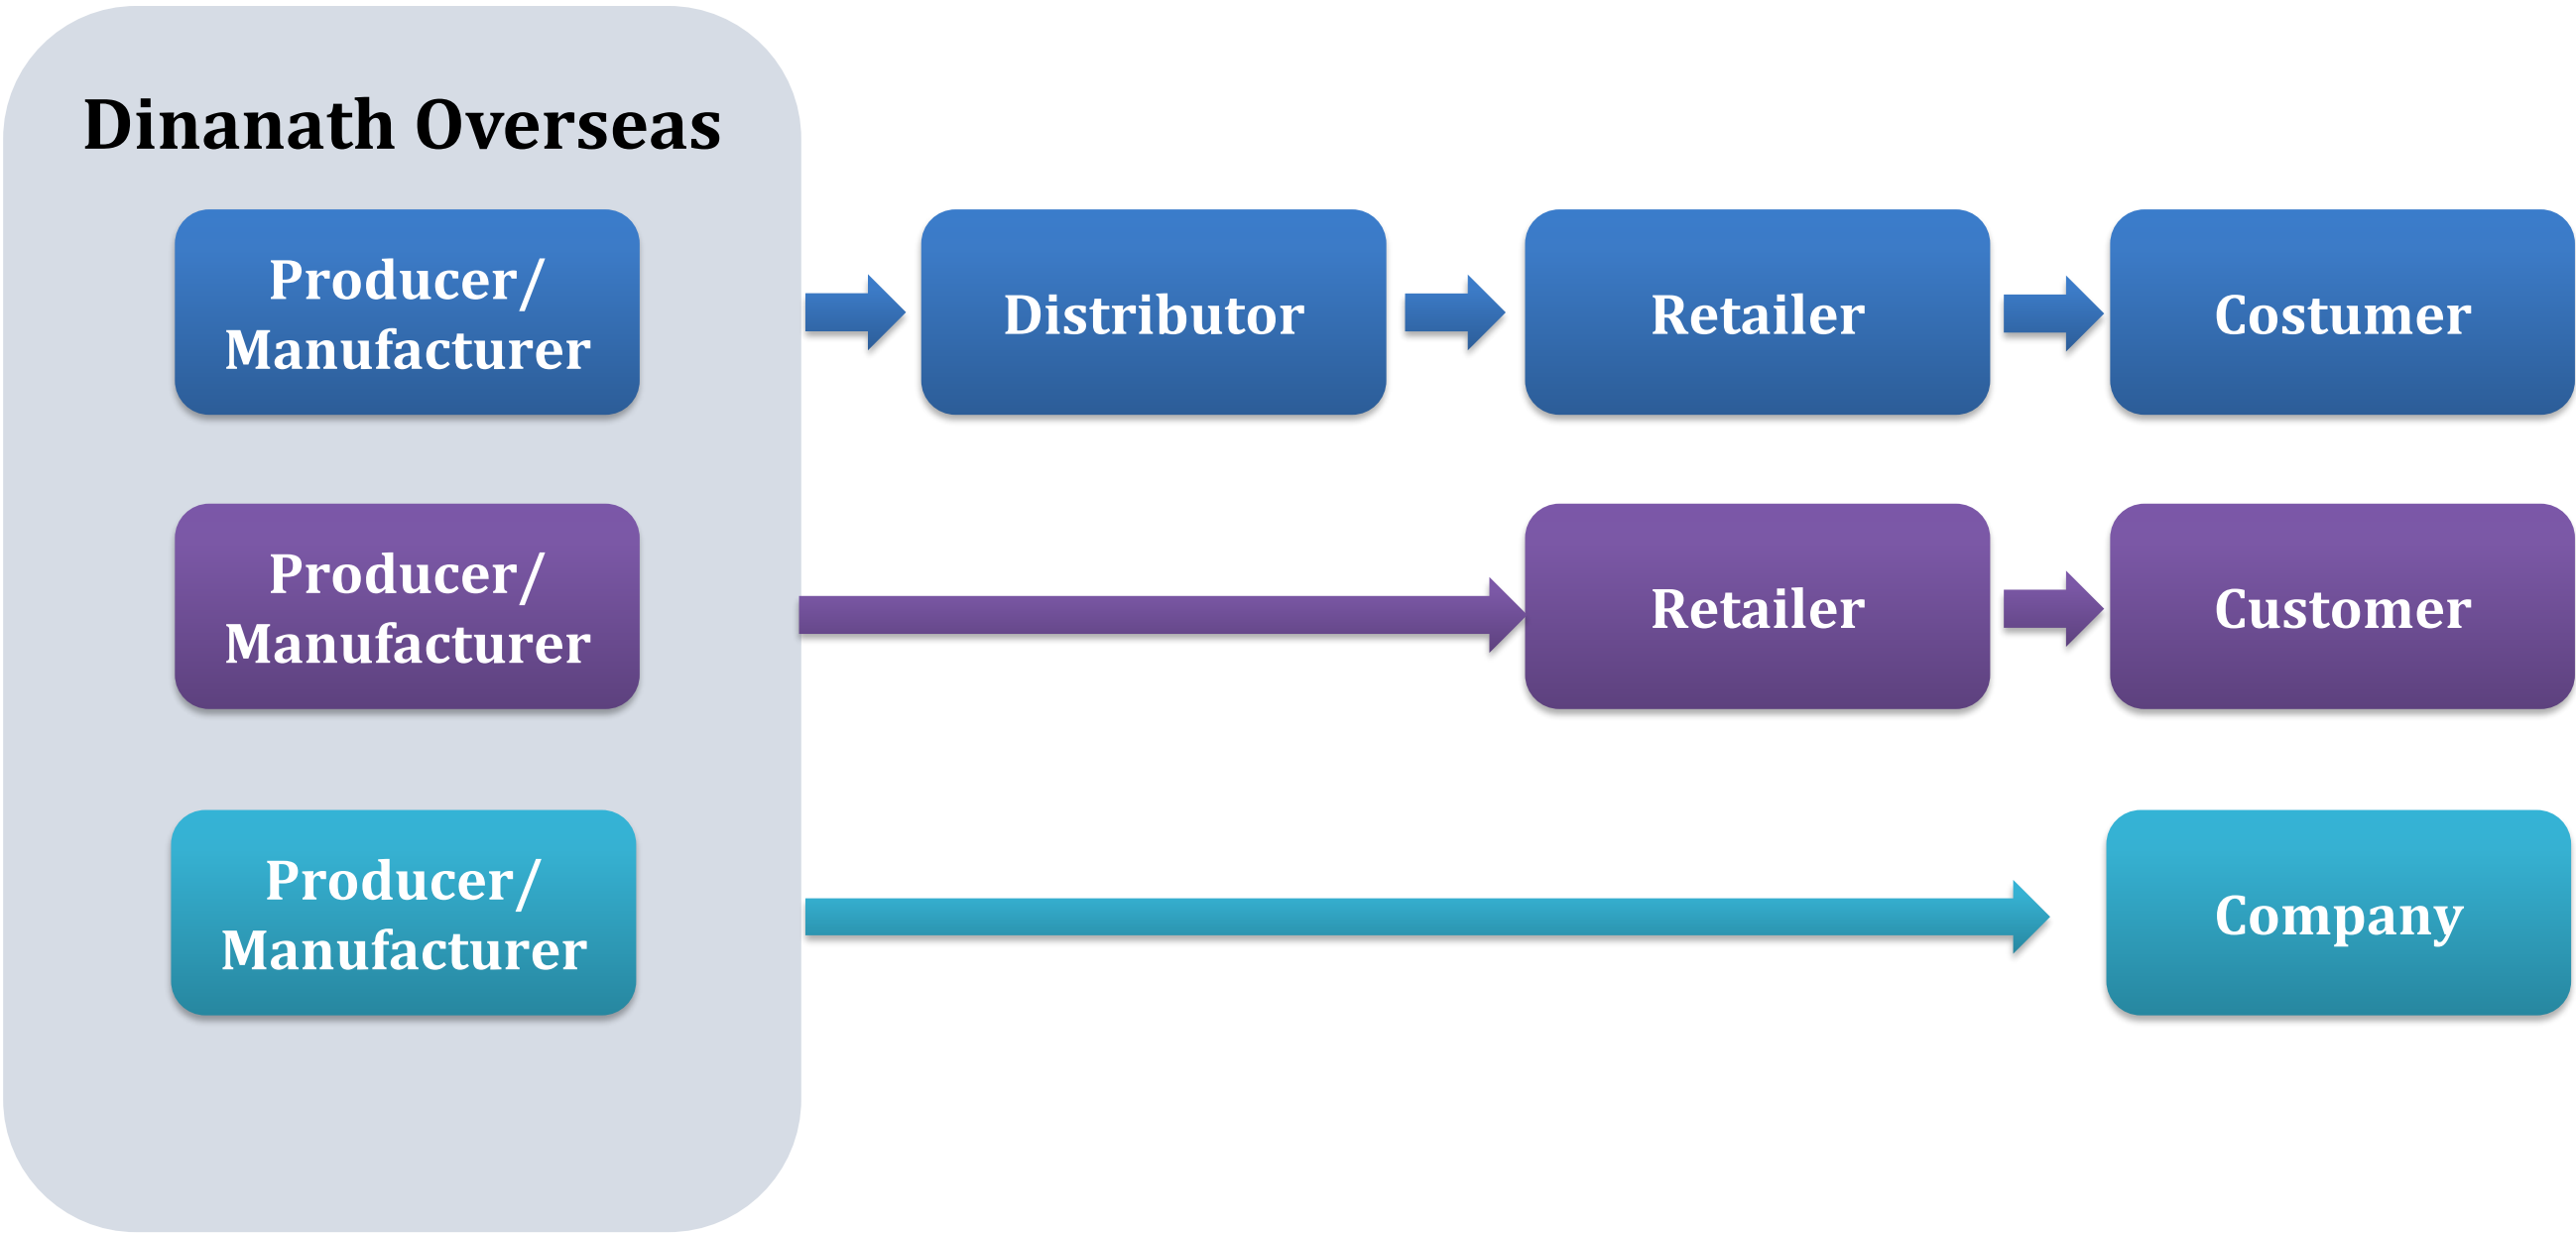 Dinanath Overseas
Producer/
Manufacturer
Distributor
Retailer
Costumer
Producer/
Manufacturer
Retailer
Customer
Producer/
Manufacturer
Company